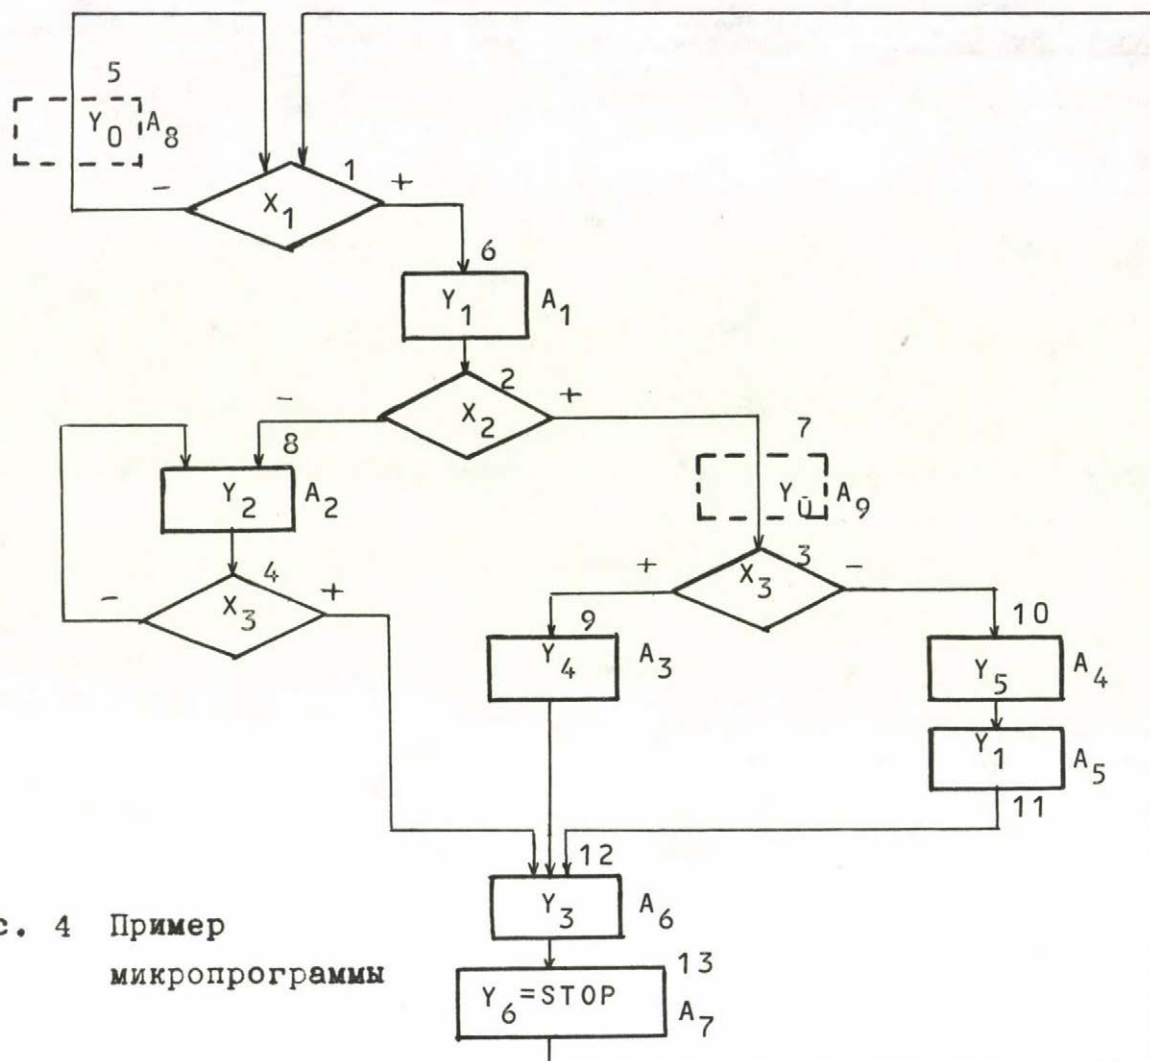 5
Y0 A8
1
- +
X1
6
Y1 A1
2
- +
X2
8
7
Y2 A2
Y0 A9
4
- +
X3
3
+ -
X3
9
10
Y4 A3
Y5 A4
Y1 A5
11
12
Y3 A6
с. 4 Пример
микропрограммы
13
Y6=STOP A7